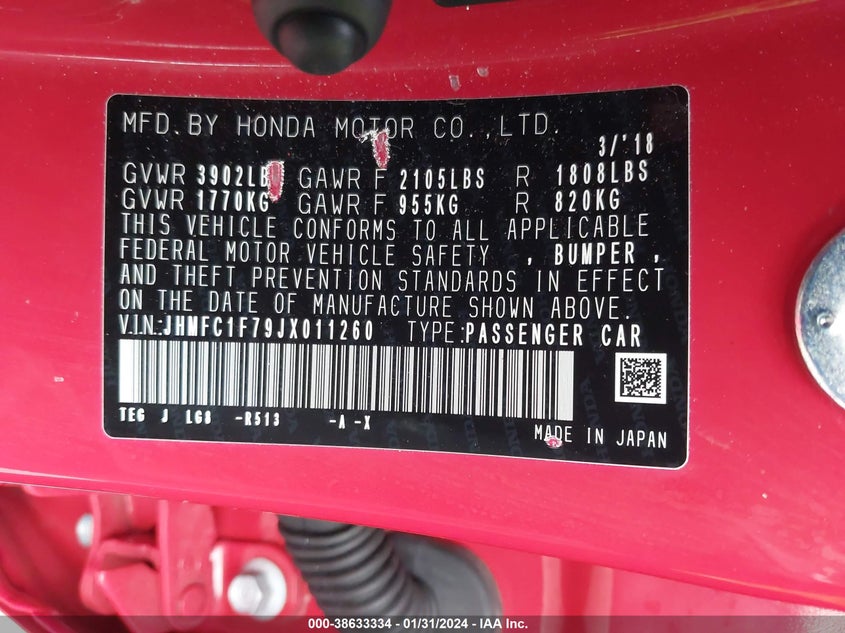 MFD. BY HONDA MOTOR CO., LTD. 3/'18
GVWR 3902LB GAWR F 2105LBS R 1808LBS
GVWR 1770KG GAWR F 955KG R 820KG
THIS VEHICLE CONFORMS TO ALL APPLICABLE
FEDERAL MOTOR VEHICLE SAFETY , BUMPER ,
AND THEFT PREVENTION STANDARDS IN EFFECT
ON THE DATE OF MANUFACTURE SHOWN ABOVE.
V.I.N:JHMFC1F79JX011260 TYPE:PASSENGER CAR
TEG J LG3 -R513 -A -X
MADE IN JAPAN
000-38633334 - 01/31/2024 - IAA Inc.